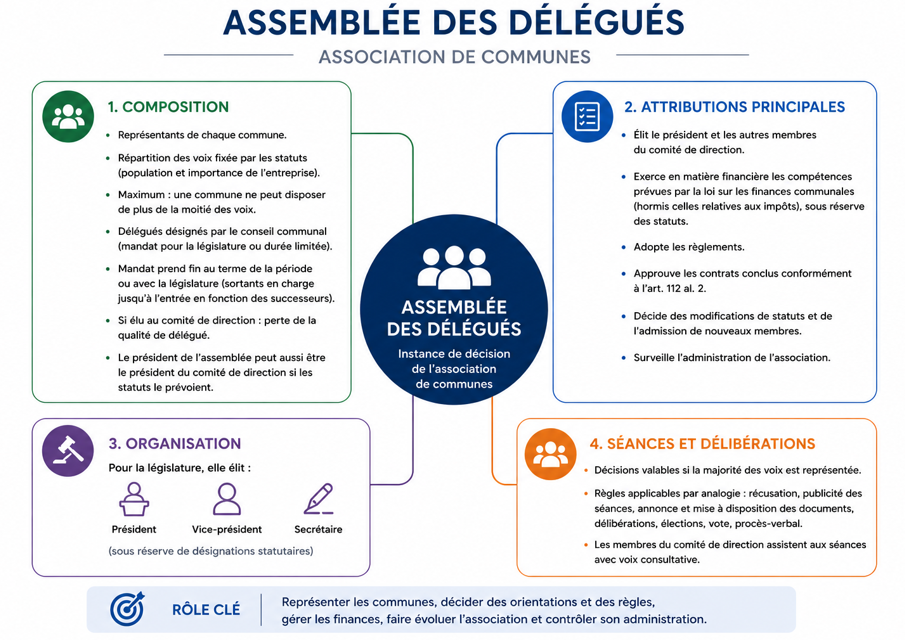 ASSEMBLÉE DES DÉLÉGUÉS
ASSOCIATION DE COMMUNES
1. COMPOSITION
• Représentants de chaque commune.
• Répartition des voix fixée par les statuts
(population et importance de l'entreprise).
• Maximum : une commune ne peut disposer
de plus de la moitié des voix.
• Délégués désignés par le conseil communal
(mandat pour la législature ou durée limitée).
• Mandat prend fin au terme de la période
ou avec la législature (sortants en charge
jusqu'à l'entrée en fonction des successeurs).
• Si élu au comité de direction : perte de la
qualité de délégué.
• Le président de l'assemblée peut aussi être
le président du comité de direction si les
statuts le prévoient.
2. ATTRIBUTIONS PRINCIPALES
• Élit le président et les autres membres
du comité de direction.
• Exerce en matière financière les compétences
prévues par la loi sur les finances communales
(hormis celles relatives aux impôts), sous réserve
des statuts.
• Adopte les règlements.
• Approuve les contrats conclus conformément
à l'art. 112 al. 2.
• Décide des modifications de statuts et de
l'admission de nouveaux membres.
• Surveille l'administration de l'association.
ASSEMBLÉE
DES DÉLÉGUÉS
Instance de décision
de l'association
de communes
3. ORGANISATION
Pour la législature, elle élit :
Président
Vice-président
Secrétaire
(sous réserve de désignations statutaires)
4. SÉANCES ET DÉLIBÉRATIONS
• Décisions valables si la majorité des voix est représentée.
• Règles applicables par analogie : récusation, publicité des
séances, annonce et mise à disposition des documents,
délibérations, élections, vote, procès-verbal.
• Les membres du comité de direction assistent aux séances
avec voix consultative.
RÔLE CLÉ
Représenter les communes, décider des orientations et des règles,
gérer les finances, faire évoluer l'association et contrôler son administration.